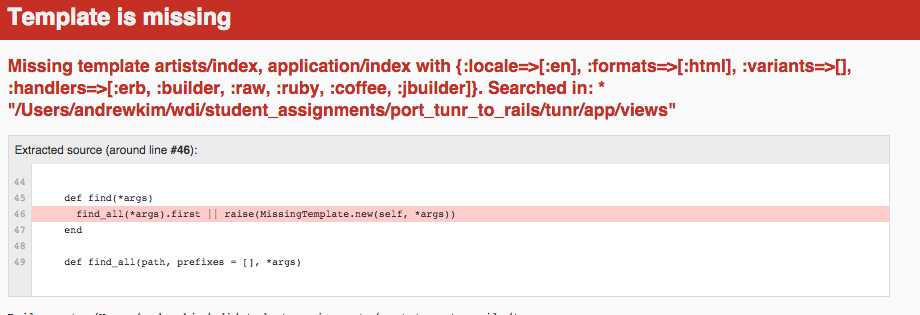 Template is missing
Missing template artists/index, application/index with {:locale=>[:en], :formats=>[:html], :variants=>[],
:handlers=>[:erb, :builder, :raw, :ruby, :coffee, :jbuilder]}. Searched in: *
"/Users/andrewkim/wdi/student_assignments/port_tunr_to_rails/tunr/app/views"
Extracted source (around line #46):
44
45 def find(*args)
46 find_all(*args).first || raise(MissingTemplate.new(self, *args))
47 end
48
49 def find_all(path, prefixes = [], *args)